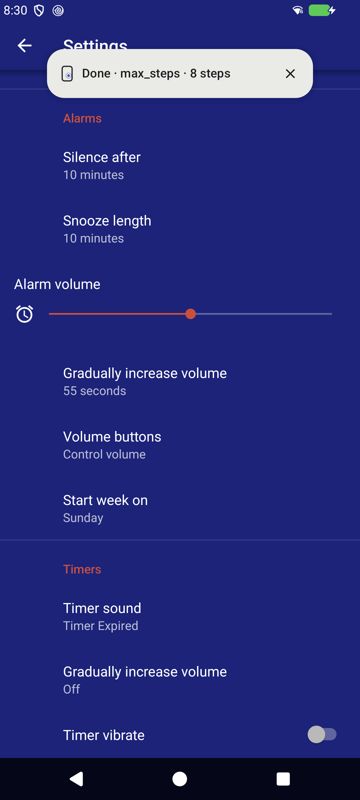 8:30
Settings
Done · max_steps · 8 steps
Alarms
Silence after
10 minutes
Snooze length
10 minutes
Alarm volume
Gradually increase volume
55 seconds
Volume buttons
Control volume
Start week on
Sunday
Timers
Timer sound
Timer Expired
Gradually increase volume
Off
Timer vibrate